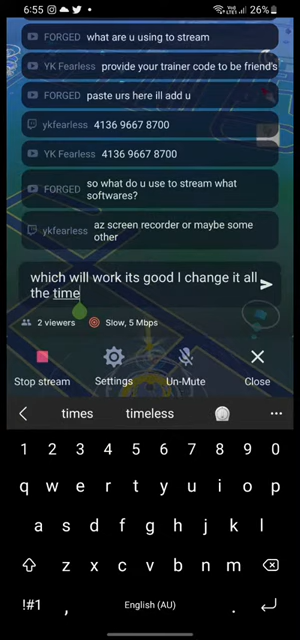 6:55
26%
FORGED what are u using to stream
YK Fearless provide your trainer code to be friends
FORGED paste urs here ill add u
ykfearless 4136 9667 8700
YK Fearless 4136 9667 8700
FORGED so what do u use to stream what
softwares?
ykfearless az screen recorder or maybe some
other
which will work its good I change it all
the time
2 viewers Slow, 5 Mbps
Stop stream Settings Un-Mute Close
times timeless
1 2 3 4 5 6 7 8 9 0
q w e r t y u i o p
a s d f g h j k l
z x c v b n m
!#1 , English (AU) .